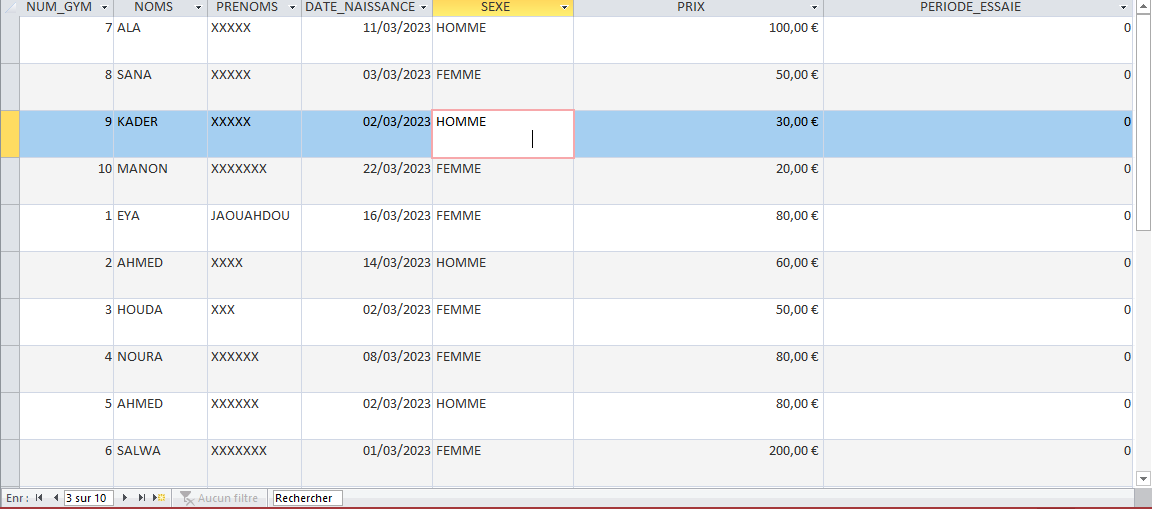 NUM_GYM NOMS PRENOMS DATE_NAISSANCE SEXE PRIX PERIODE_ESSAIE
7 ALA XXXXX 11/03/2023 HOMME 100,00 € 0
8 SANA XXXXX 03/03/2023 FEMME 50,00 € 0
9 KADER XXXXX 02/03/2023 HOMME 30,00 € 0
10 MANON XXXXXXX 22/03/2023 FEMME 20,00 € 0
1 EYA JAOUAHDOU 16/03/2023 FEMME 80,00 € 0
2 AHMED XXXX 14/03/2023 HOMME 60,00 € 0
3 HOUDA XXX 02/03/2023 FEMME 50,00 € 0
4 NOURA XXXXXX 08/03/2023 FEMME 80,00 € 0
5 AHMED XXXXXX 02/03/2023 HOMME 80,00 € 0
6 SALWA XXXXXXX 01/03/2023 FEMME 200,00 € 0
Enr : 3 sur 10 Aucun filtre Rechercher